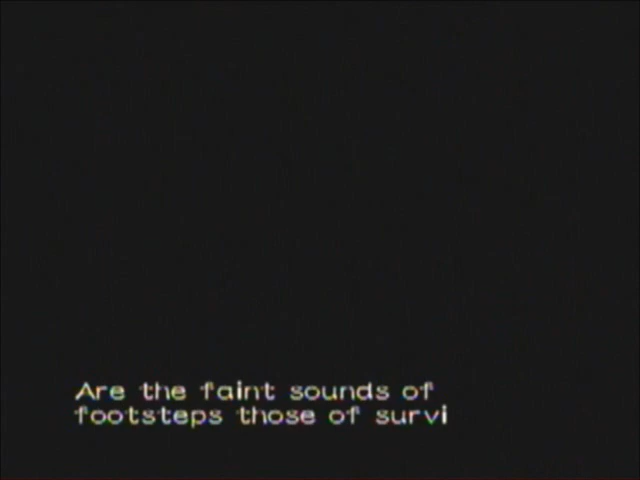 Are the faint sounds of
footsteps those of survi